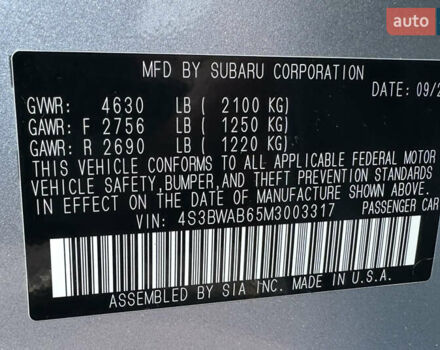 auto
MFD BY SUBARU CORPORATION
DATE: 09/2
GVWR: 4630 LB ( 2100 KG)
GAWR: F 2756 LB ( 1250 KG)
GAWR: R 2690 LB ( 1220 KG)
THIS VEHICLE CONFORMS TO ALL APPLICABLE FEDERAL MOTOR
VEHICLE SAFETY, BUMPER, AND THEFT PREVENTION STANDARDS
IN EFFECT ON THE DATE OF MANUFACTURE SHOWN ABOVE.
VIN: 4S3BWAB65M3003317 PASSENGER CAR
ASSEMBLED BY SIA INC. MADE IN U.S.A.